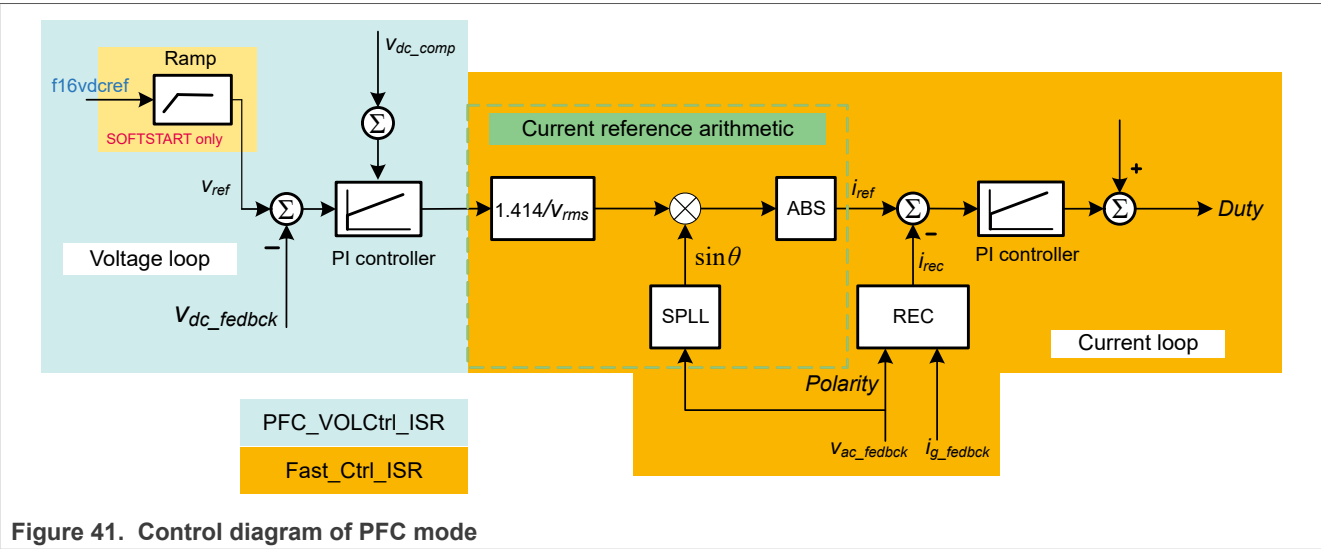 Ramp
f16vdcref
SOFTSTART only
v_ref
Σ
−
Voltage loop
V_dc_fedbck
v_dc_comp
Σ
PI controller
Current reference arithmetic
1.414/V_rms
sinθ
SPLL
ABS
i_ref
Σ
−
i_rec
REC
PI controller
+
Σ
Duty
Current loop
Polarity
v_ac_fedbck
i_g_fedbck
PFC_VOLCtrl_ISR
Fast_Ctrl_ISR
Figure 41. Control diagram of PFC mode